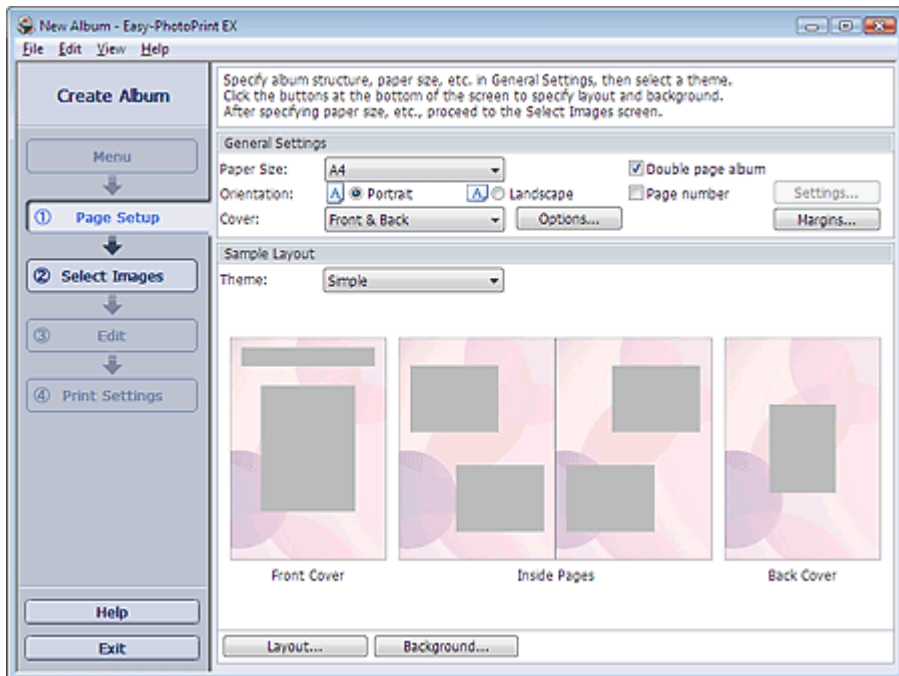 New Album - Easy-PhotoPrint EX
File Edit View Help
Create Album
Menu
① Page Setup
② Select Images
③ Edit
④ Print Settings
Help
Exit
Specify album structure, paper size, etc. in General Settings, then select a theme.
Click the buttons at the bottom of the screen to specify layout and background.
After specifying paper size, etc., proceed to the Select Images screen.
General Settings
Paper Size: A4 Double page album
Orientation: A Portrait A Landscape Page number Settings...
Cover: Front & Back Options... Margins...
Sample Layout
Theme: Simple
Front Cover Inside Pages Back Cover
Layout... Background...